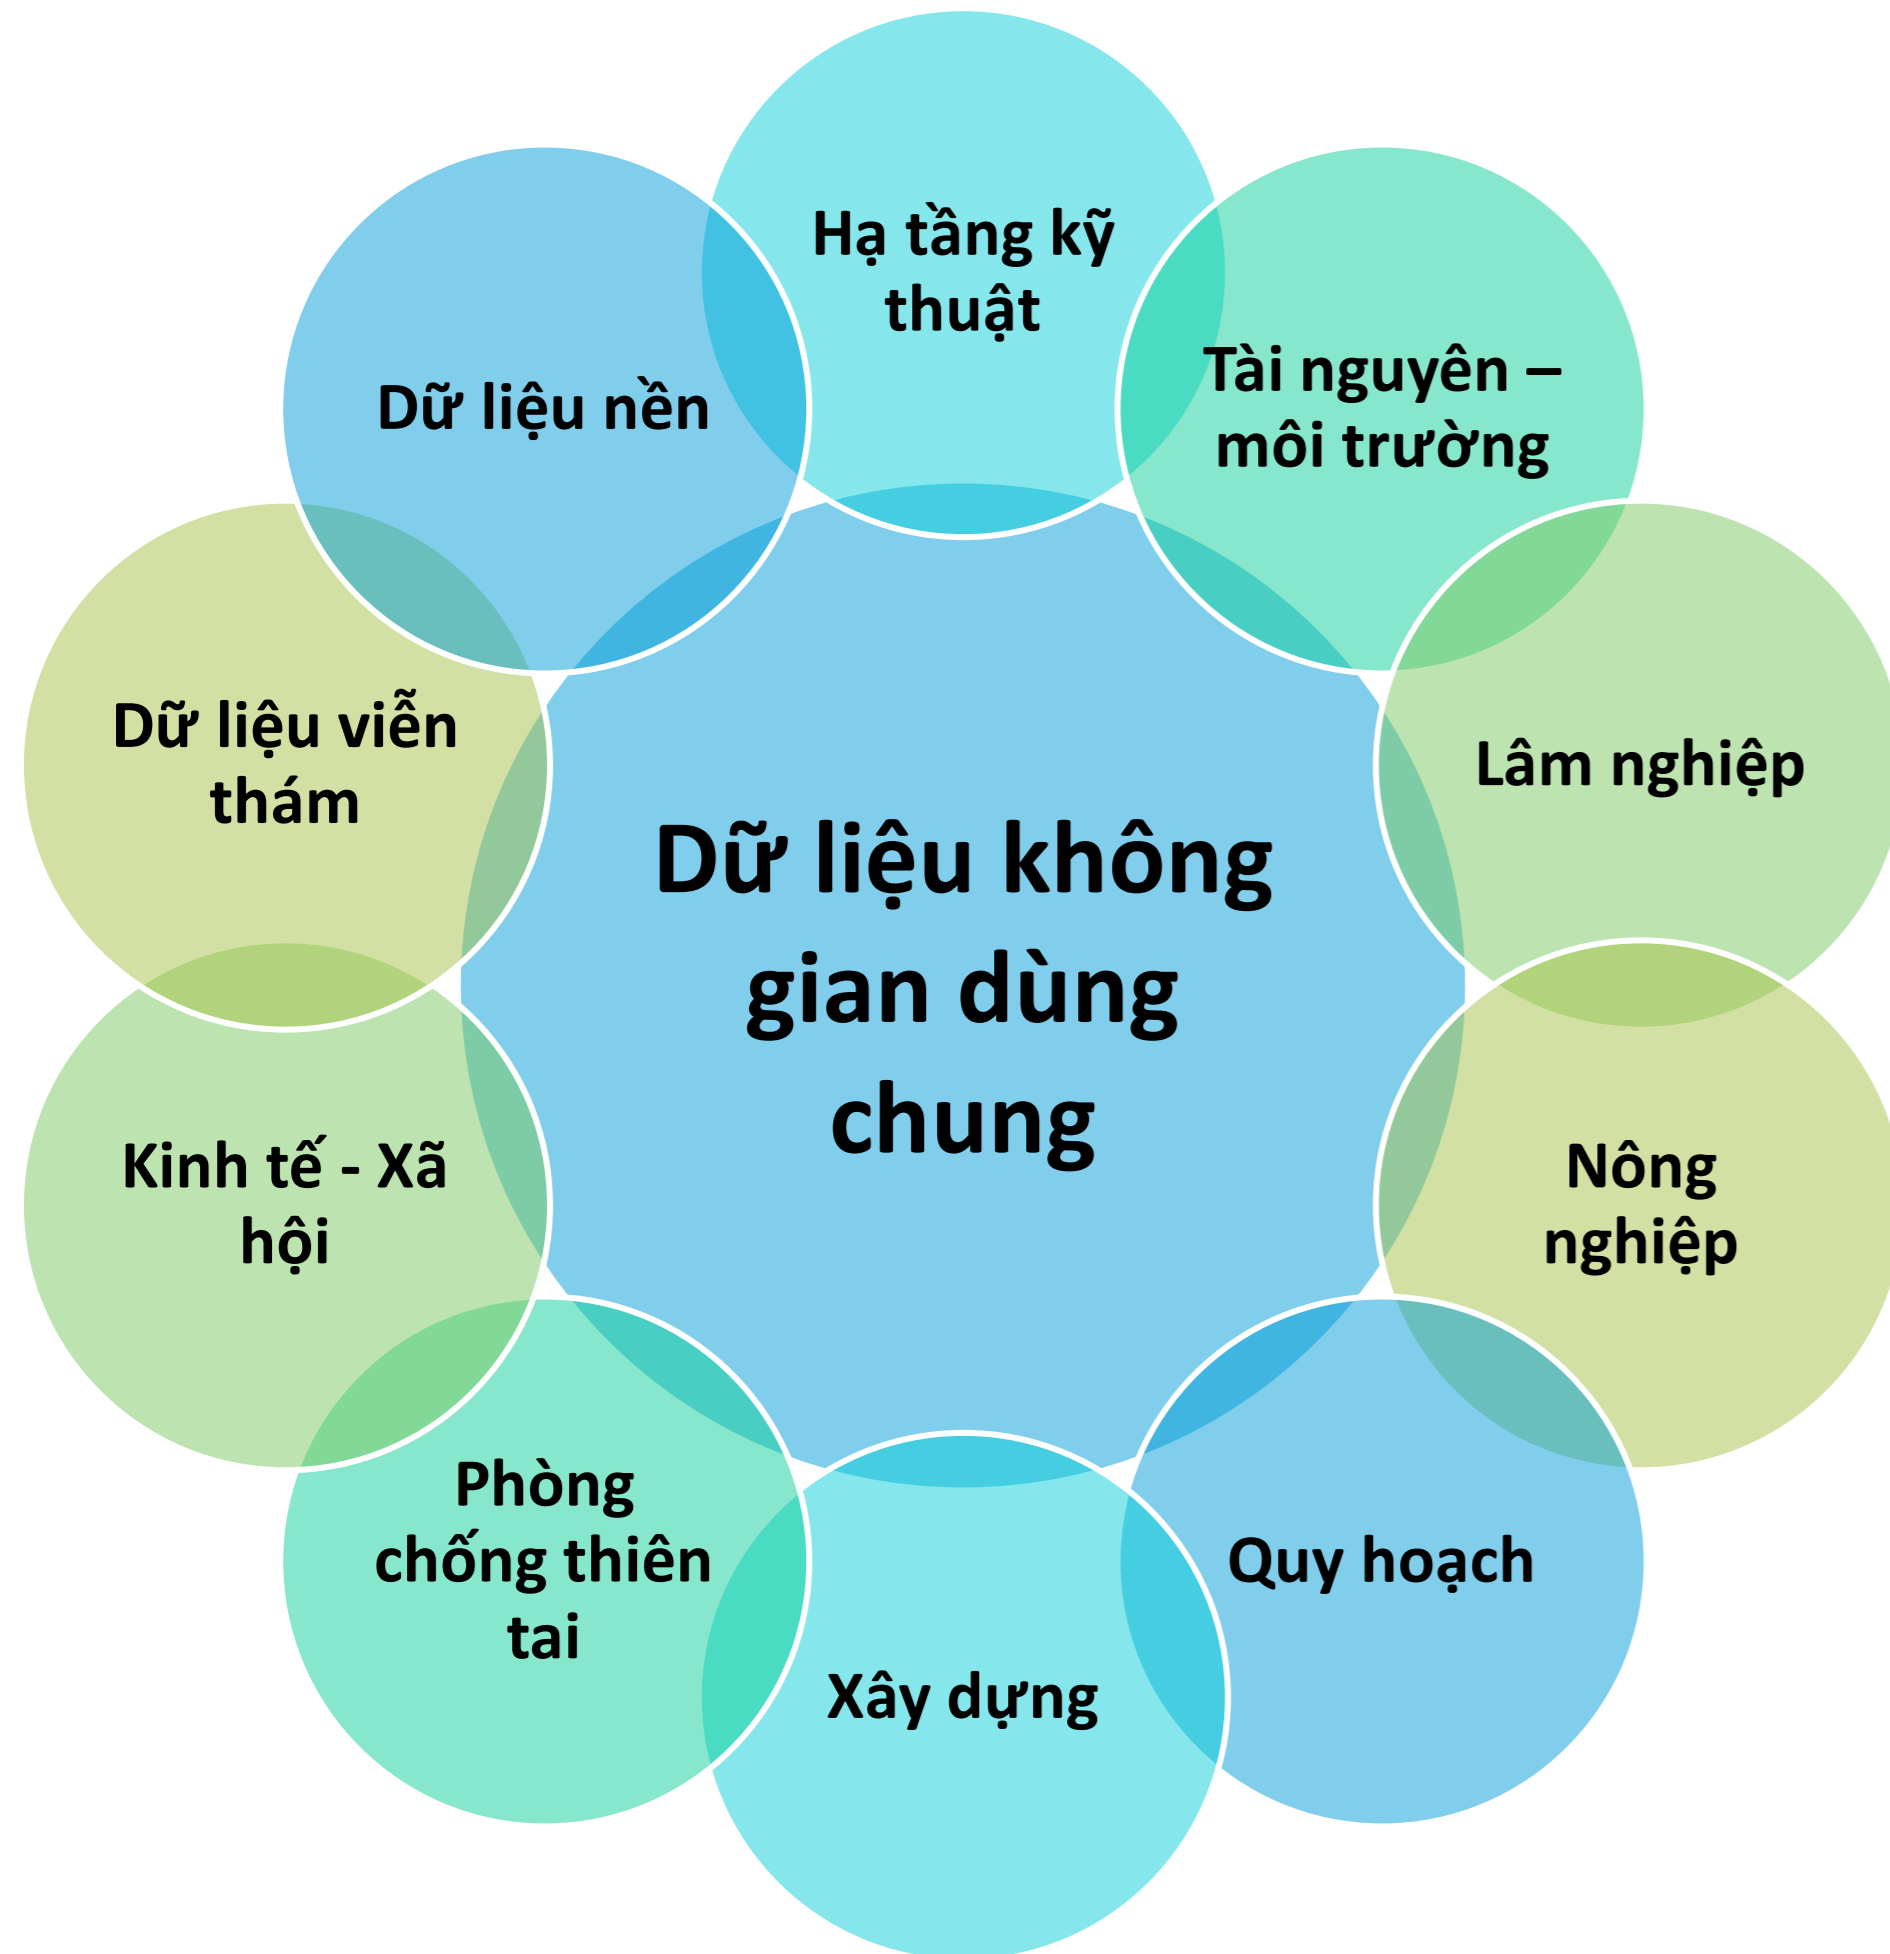 Hạ tầng kỹ
thuật
Tài nguyên –
môi trường
Dữ liệu nền
Dữ liệu viễn
thám
Lâm nghiệp
Dữ liệu không
gian dùng
chung
Kinh tế - Xã
hội
Nông
nghiệp
Phòng
chống thiên
tai
Quy hoạch
Xây dựng